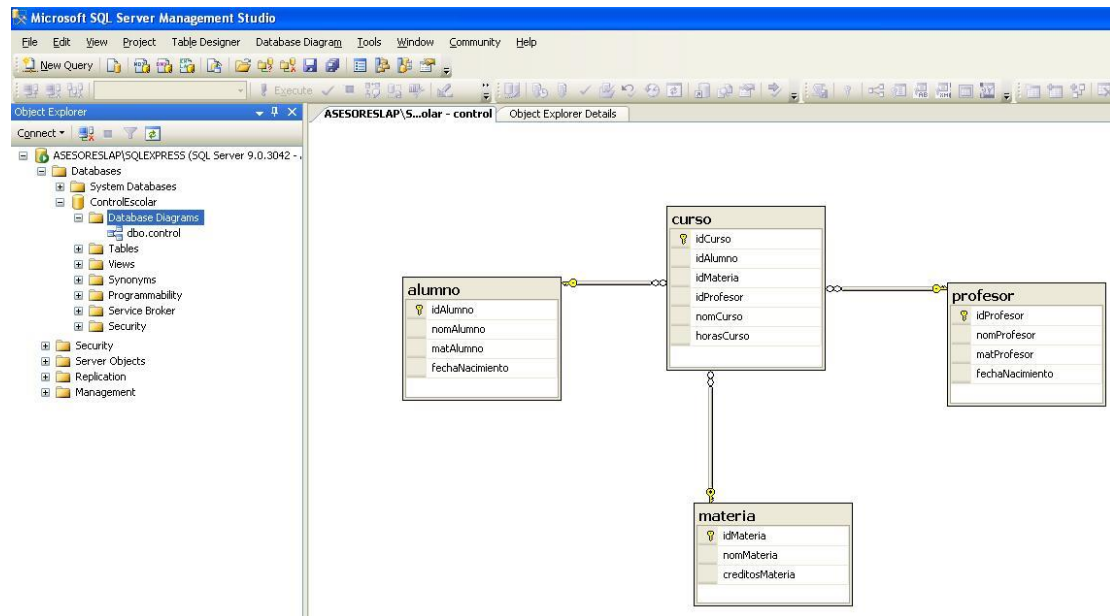 Microsoft SQL Server Management Studio
File Edit View Project Table Designer Database Diagram Tools Window Community Help
New Query
Execute
Object Explorer
ASESORESLAP\S...olar - control Object Explorer Details
Connect
ASESORESLAP\SQLEXPRESS (SQL Server 9.0.3042 -
Databases
System Databases
ControlEscolar
Database Diagrams
dbo.control
Tables
Views
Synonyms
Programmability
Service Broker
Security
Security
Server Objects
Replication
Management
alumno
idAlumno
nomAlumno
matAlumno
fechaNacimiento
curso
idCurso
idAlumno
idMateria
idProfesor
nomCurso
horasCurso
profesor
idProfesor
nomProfesor
matProfesor
fechaNacimiento
materia
idMateria
nomMateria
creditosMateria